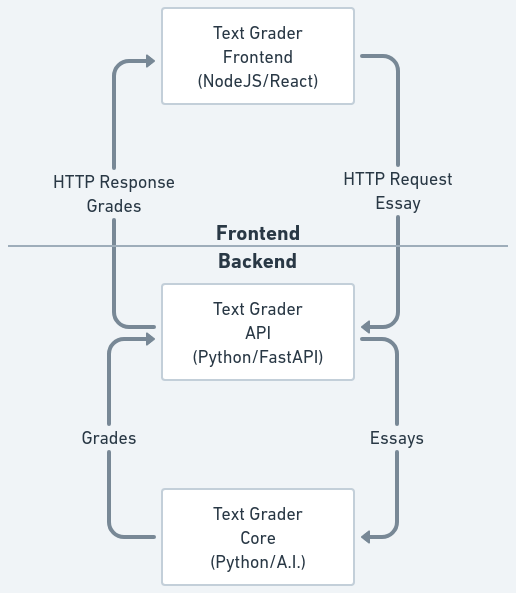 Text Grader
Frontend
(NodeJS/React)
HTTP Response
Grades
HTTP Request
Essay
Frontend
Backend
Text Grader
API
(Python/FastAPI)
Grades
Essays
Text Grader
Core
(Python/A.I.)